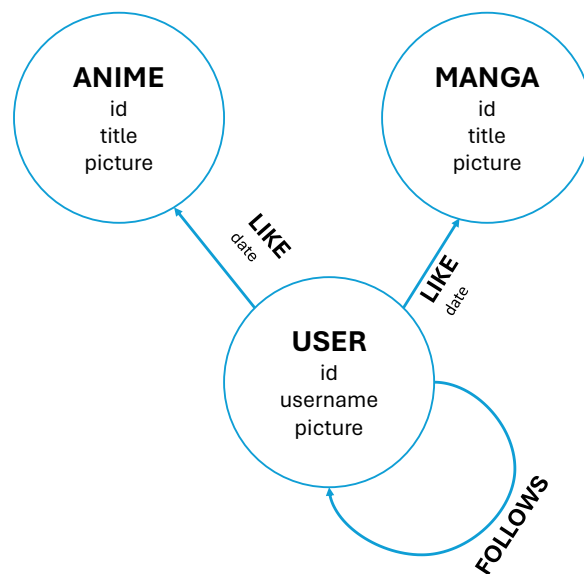 ANIME
id
title
picture
MANGA
id
title
picture
LIKE
date
LIKE
date
USER
id
username
picture
FOLLOWS